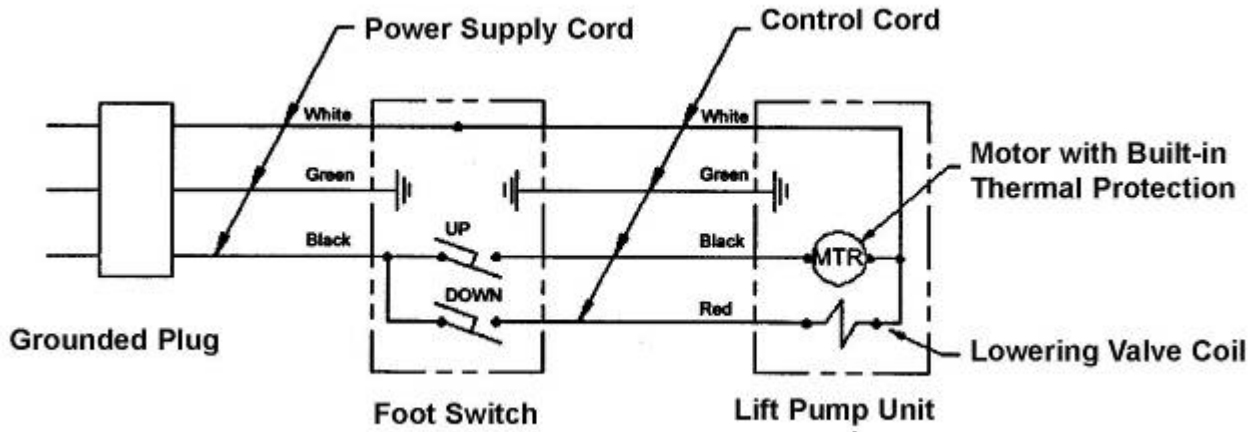 Power Supply Cord
Control Cord
White
White
Green
Green
Motor with Built-in
Thermal Protection
Black
UP
Black
MTR
DOWN
Red
Grounded Plug
Lowering Valve Coil
Foot Switch
Lift Pump Unit